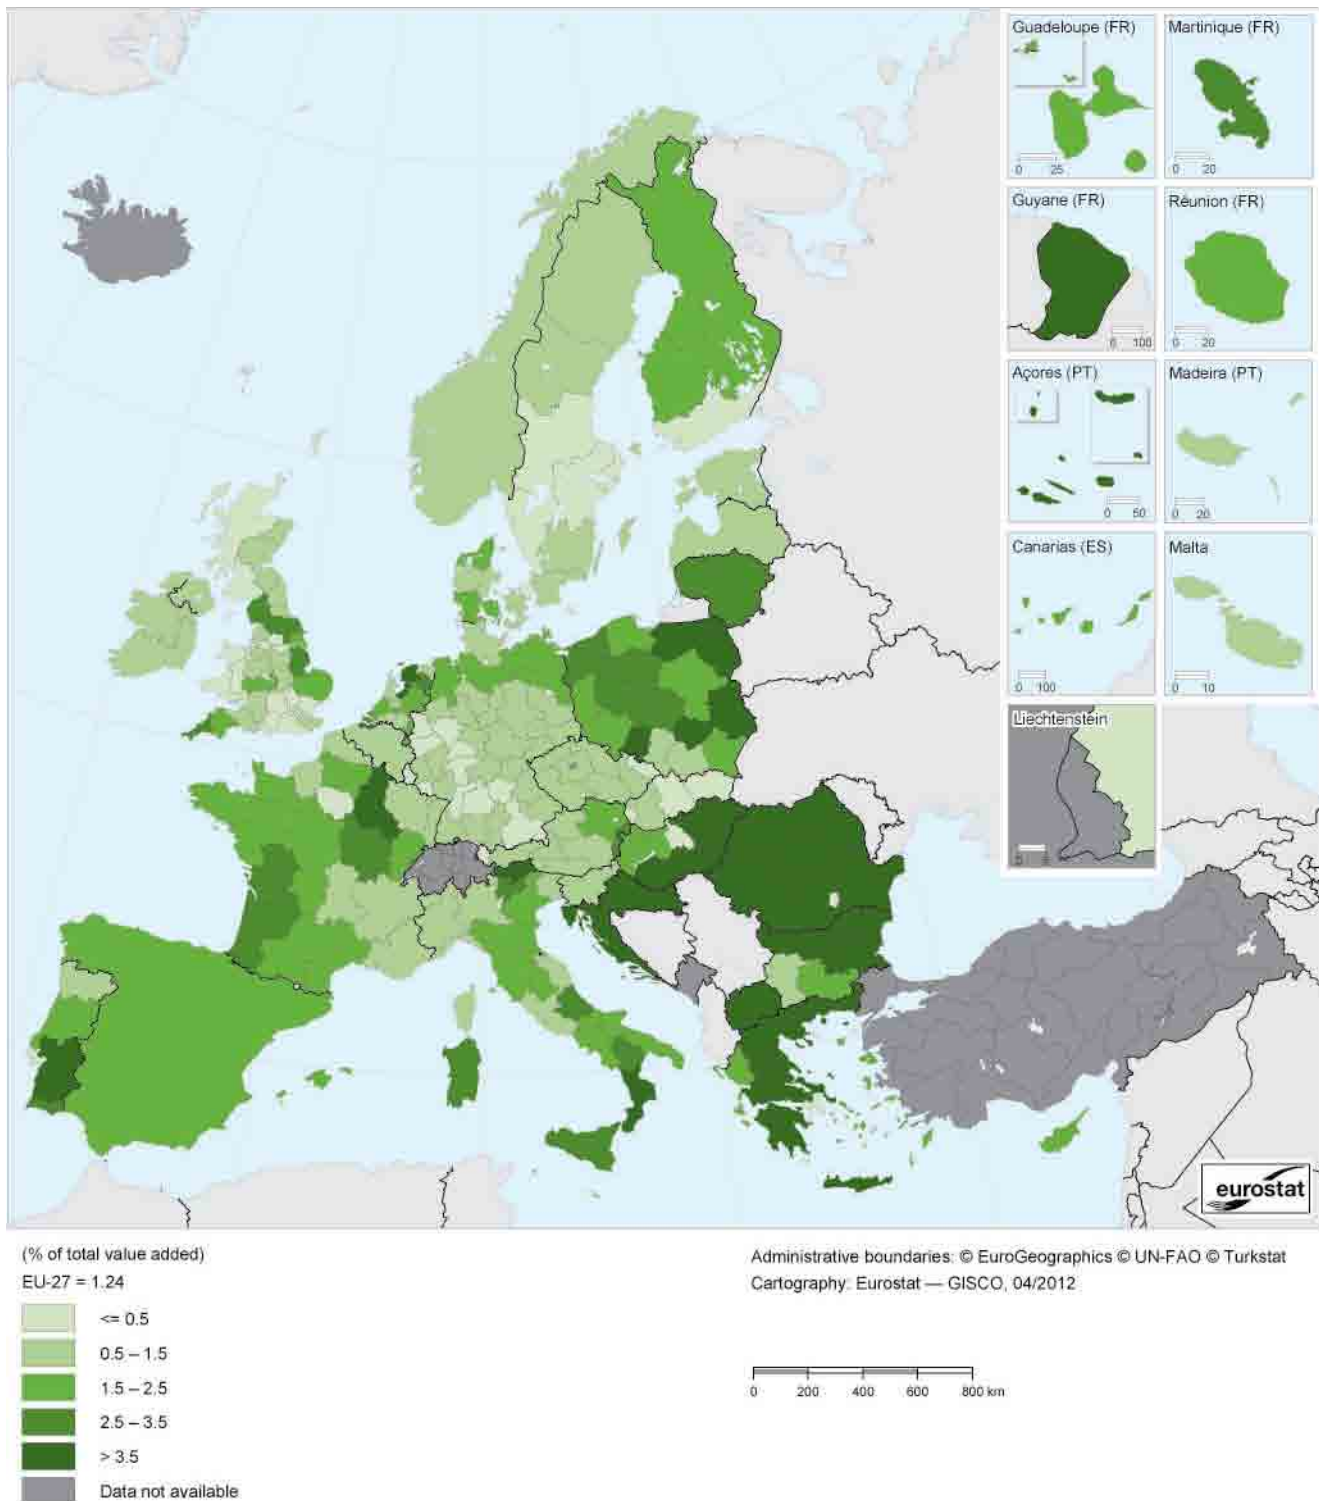 Guadeloupe (FR)
0 25
Martinique (FR)
0 20
Guyane (FR)
0 100
Réunion (FR)
0 20
Açores (PT)
0 50
Madeira (PT)
0 20
Canarias (ES)
0 100
Malta
0 10
Liechtenstein
eurostat
(% of total value added)
EU-27 = 1.24
<= 0.5
0.5 – 1.5
1.5 – 2.5
2.5 – 3.5
> 3.5
Data not available
Administrative boundaries: © EuroGeographics © UN-FAO © Turkstat
Cartography: Eurostat — GISCO, 04/2012
0 200 400 600 800 km